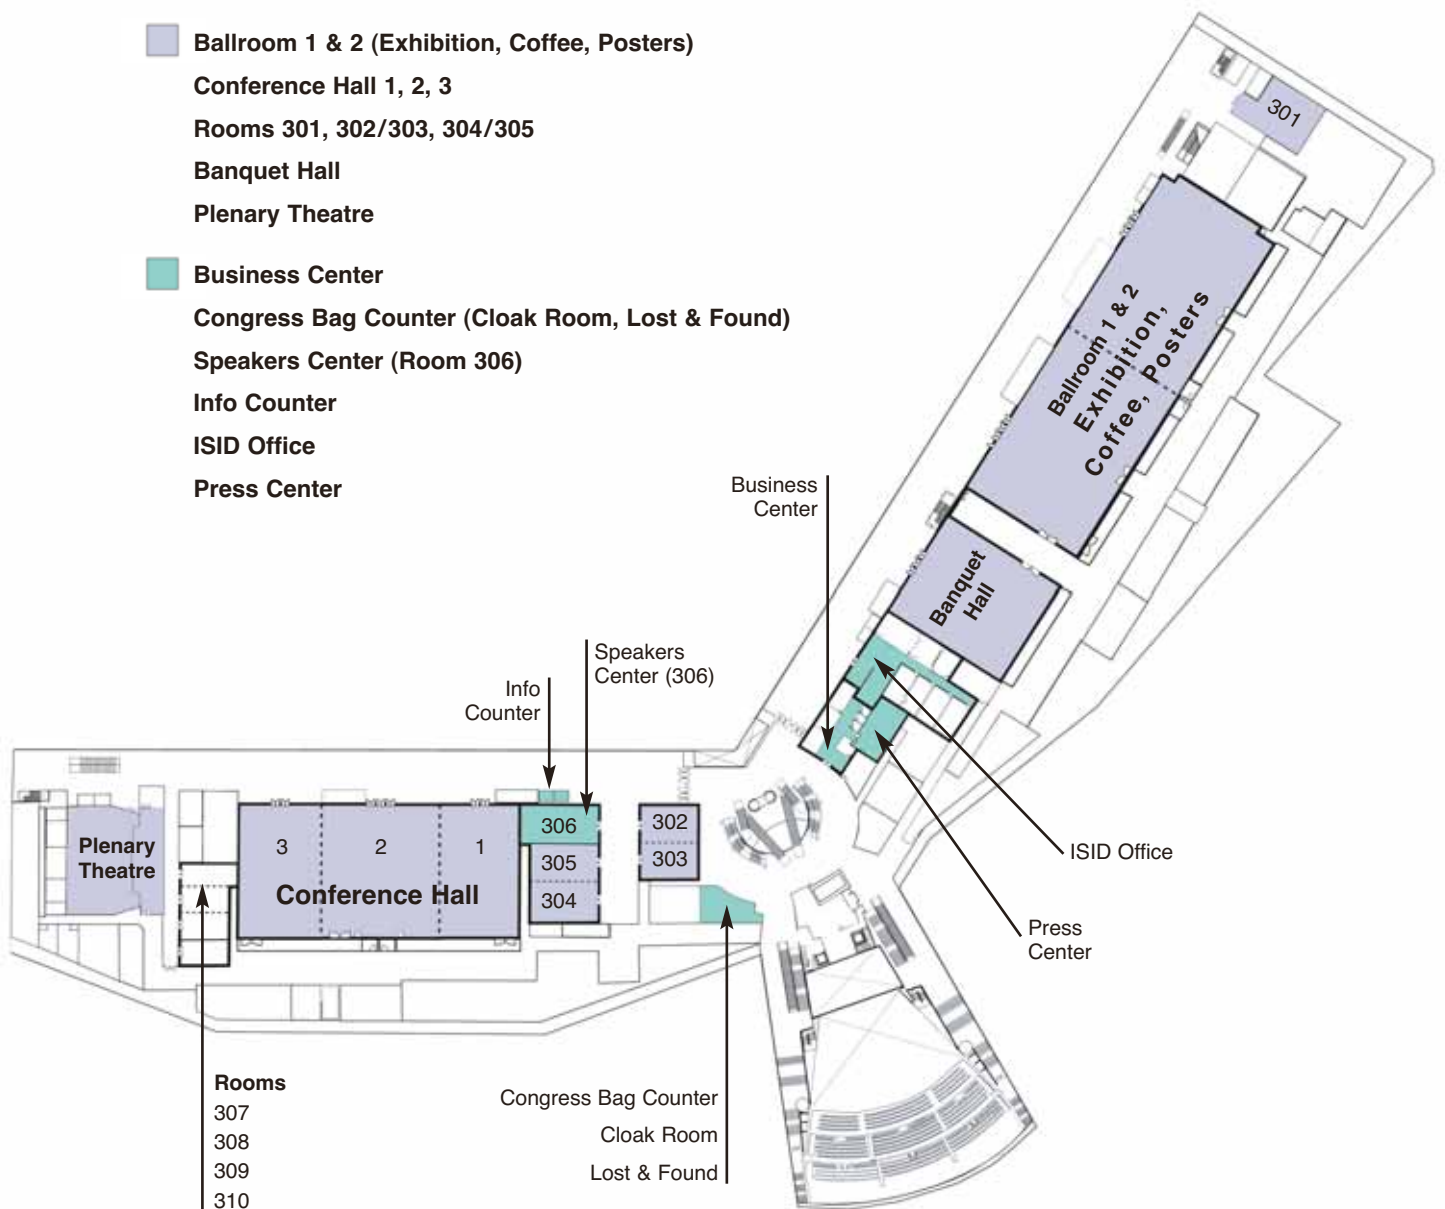 Ballroom 1 & 2 (Exhibition, Coffee, Posters)
Conference Hall 1, 2, 3
Rooms 301, 302/303, 304/305
Banquet Hall
Plenary Theatre
Business Center
Congress Bag Counter (Cloak Room, Lost & Found)
Speakers Center (Room 306)
Info Counter
ISID Office
Press Center
301
Ballroom 1 & 2
Exhibition,
Coffee, Posters
Business
Center
Banquet
Hall
Speakers
Center (306)
Info
Counter
Plenary
Theatre
3
2
1
Conference Hall
306
305
304
302
303
ISID Office
Press
Center
Rooms
307
308
309
310
Congress Bag Counter
Cloak Room
Lost & Found